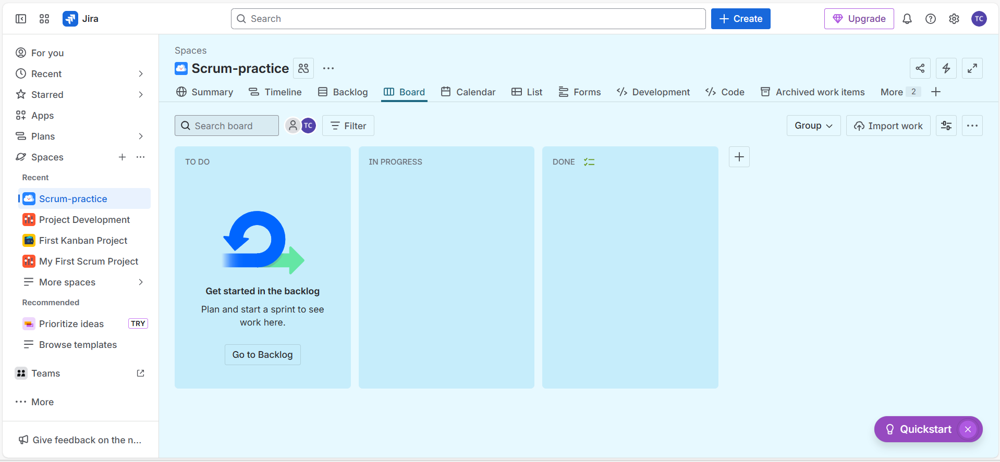 Jira
Search
Create
Upgrade
TC
For you
Recent
Starred
Apps
Plans
Spaces
Recent
Scrum-practice
Project Development
First Kanban Project
My First Scrum Project
More spaces
Recommended
Prioritize ideas TRY
Browse templates
Teams
More
Give feedback on the n...
Spaces
Scrum-practice
Summary Timeline Backlog Board Calendar List Forms Development Code Archived work items More 2
Search board TC Filter Group Import work
TO DO
Get started in the backlog
Plan and start a sprint to see
work here.
Go to Backlog
IN PROGRESS
DONE
Quickstart